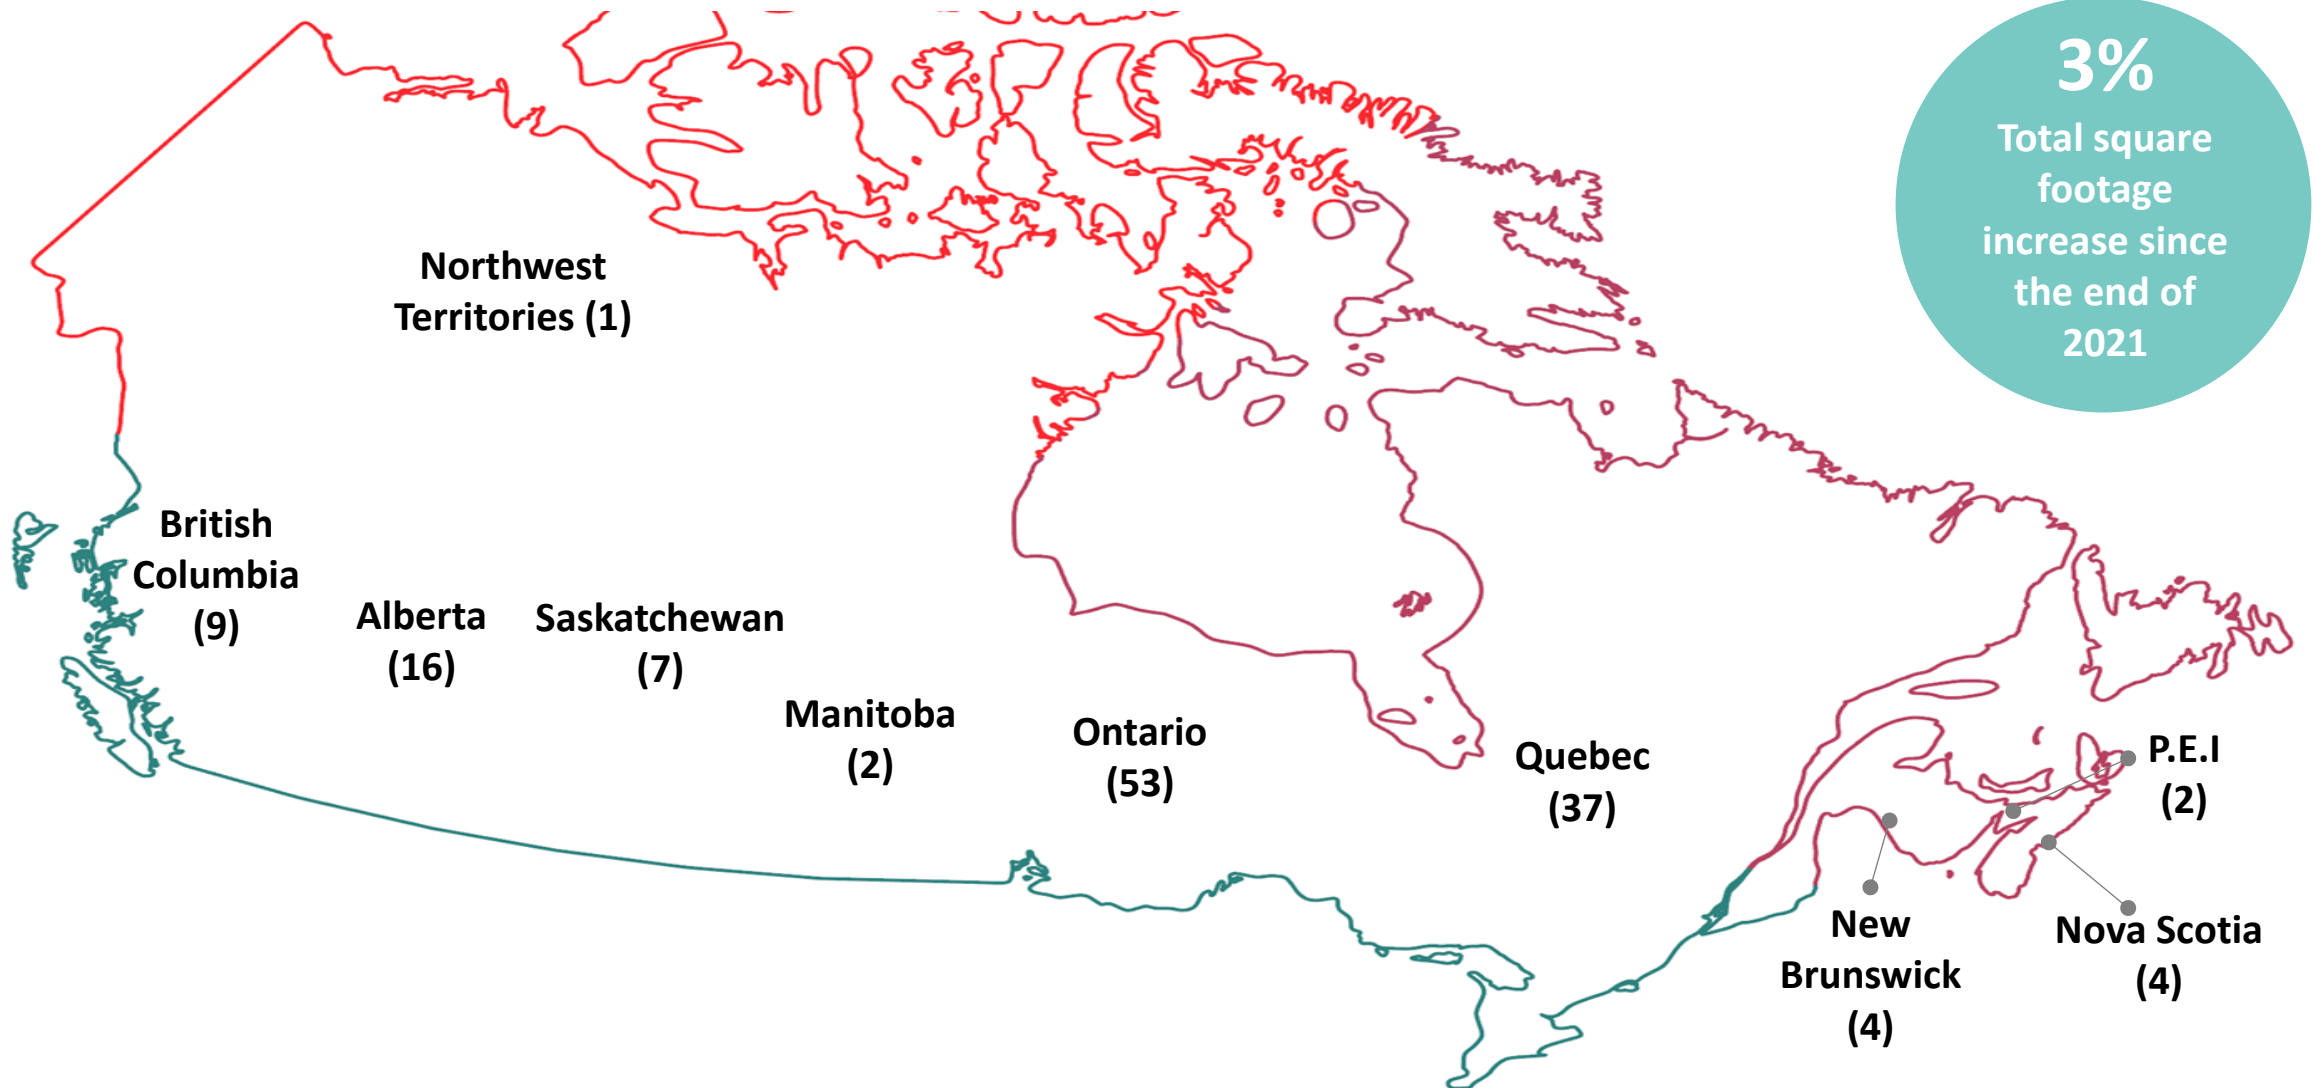 3%
Total square
footage
increase since
the end of
2021
Northwest
Territories (1)
British
Columbia
(9)
Alberta
(16)
Saskatchewan
(7)
Manitoba
(2)
Ontario
(53)
Quebec
(37)
P.E.I
(2)
New
Brunswick
(4)
Nova Scotia
(4)